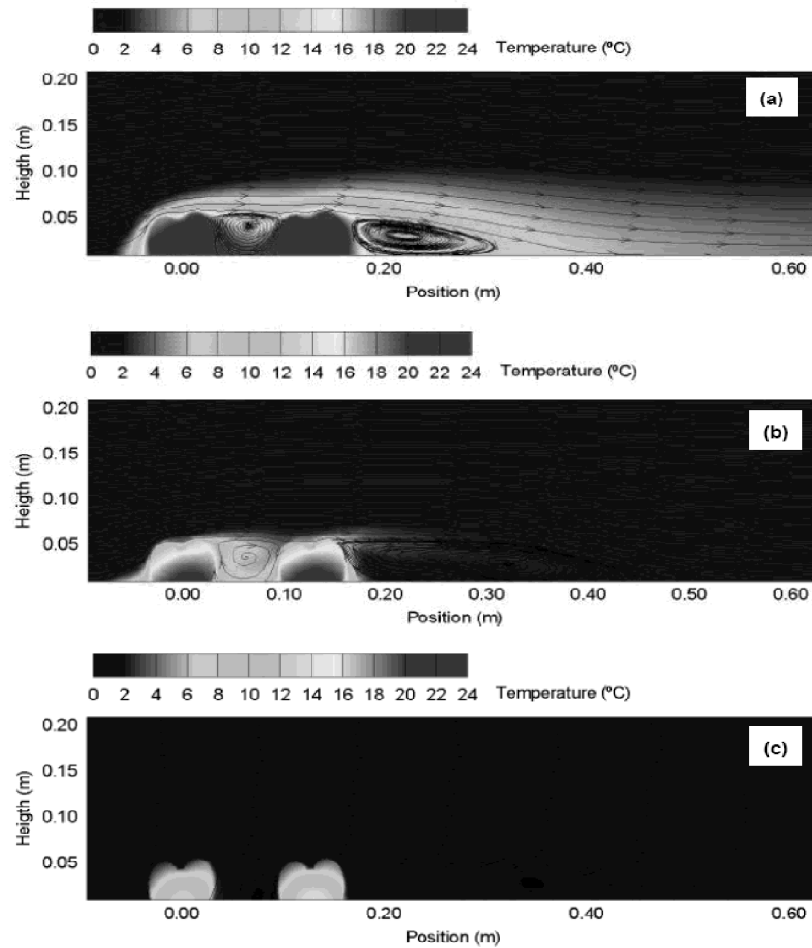 0 2 4 6 8 10 12 14 16 18 20 22 24 Temperature (ºC)
(a)
0.20
0.15
0.10
0.05
Heigth (m)
0.00 0.20 0.40 0.60
Position (m)
0 2 4 6 8 10 12 14 16 18 20 22 24 Temperature (ºC)
(b)
0.20
0.15
0.10
0.05
Heigth (m)
0.00 0.10 0.20 0.30 0.40 0.50 0.60
Position (m)
0 2 4 6 8 10 12 14 16 18 20 22 24 Temperature (ºC)
(c)
0.20
0.15
0.10
0.05
Heigth (m)
0.00 0.20 0.40 0.60
Position (m)